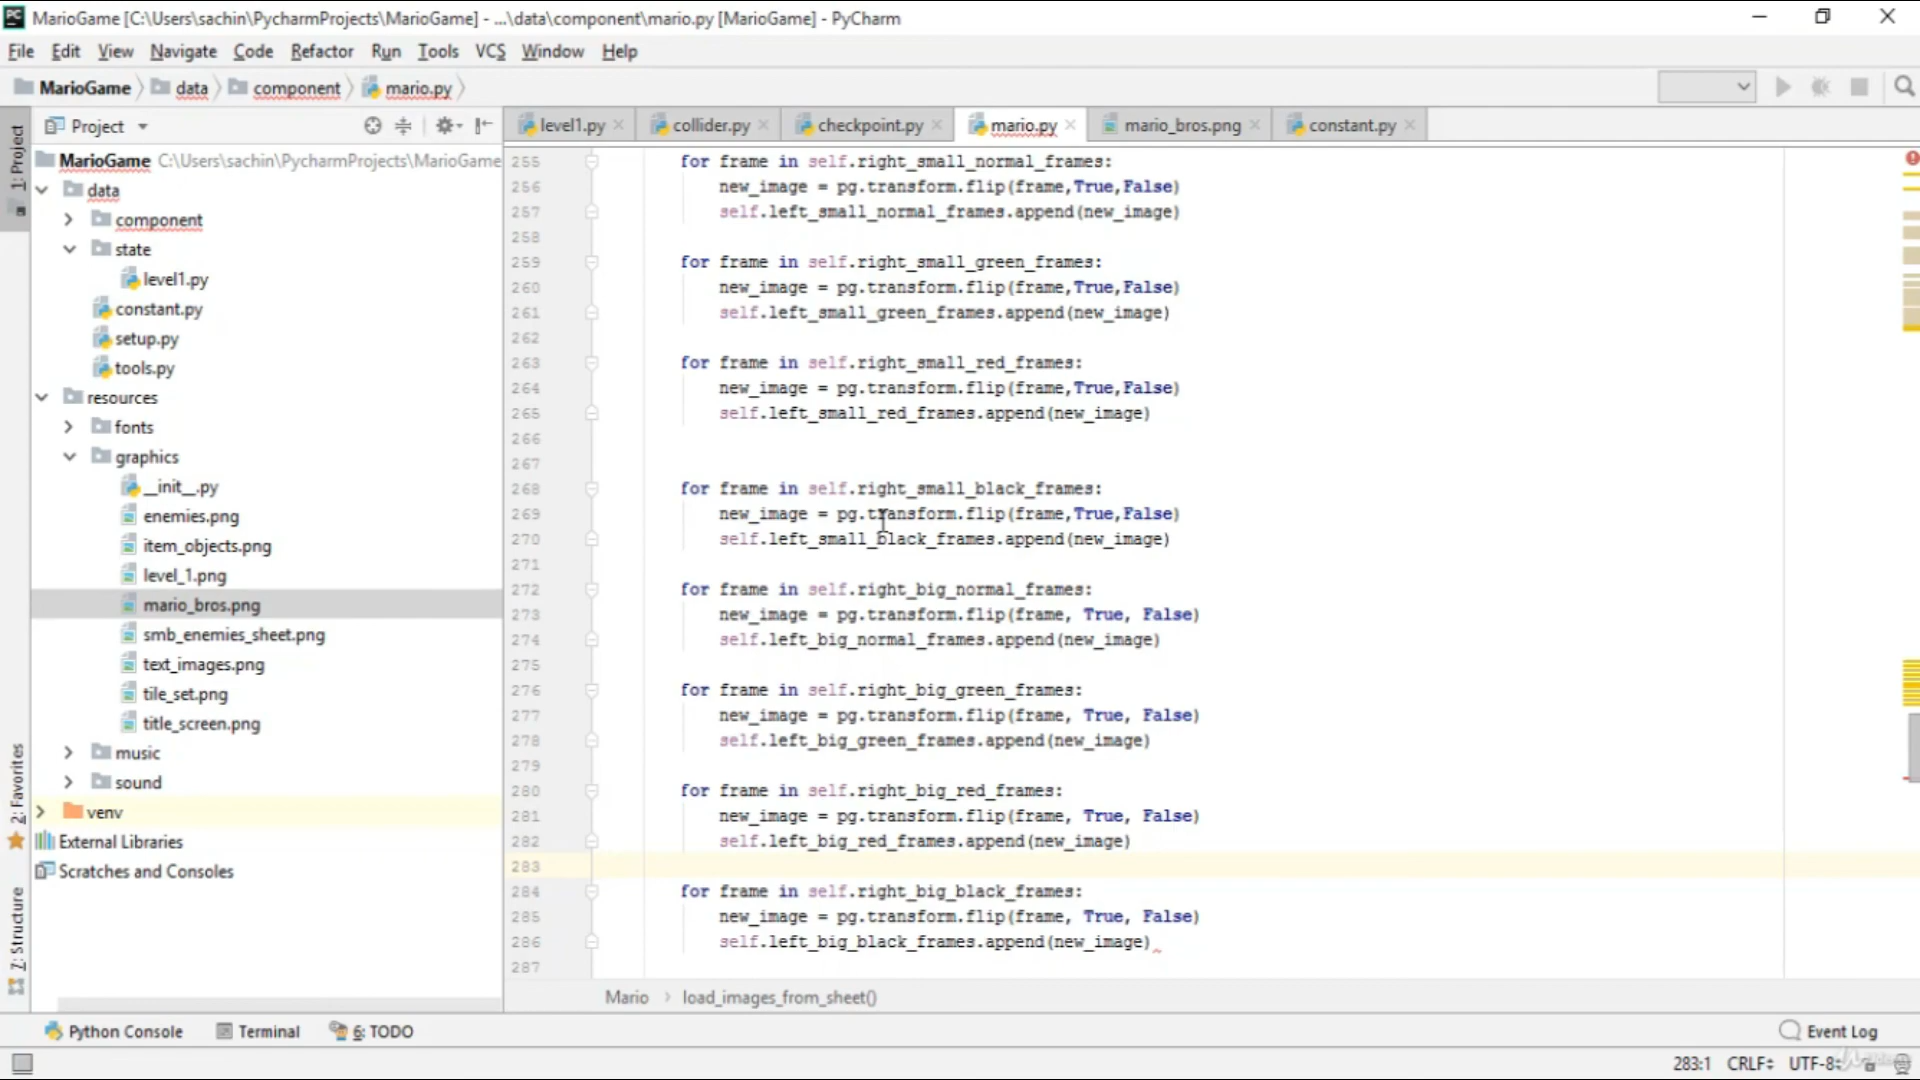 MarioGame [C:\Users\sachin\PycharmProjects\MarioGame] - ...\data\component\mario.py [MarioGame] - PyCharm
File Edit View Navigate Code Refactor Run Tools VCS Window Help
MarioGame data component mario.py
1: Project
Project
level1.py collider.py checkpoint.py mario.py mario_bros.png constant.py
MarioGame C:\Users\sachin\PycharmProjects\MarioGame
data
component
state
level1.py
constant.py
setup.py
tools.py
resources
fonts
graphics
__init__.py
enemies.png
item_objects.png
level_1.png
mario_bros.png
smb_enemies_sheet.png
text_images.png
tile_set.png
title_screen.png
music
sound
venv
External Libraries
Scratches and Consoles
2: Favorites
7: Structure
255 for frame in self.right_small_normal_frames:
256 new_image = pg.transform.flip(frame,True,False)
257 self.left_small_normal_frames.append(new_image)
258
259 for frame in self.right_small_green_frames:
260 new_image = pg.transform.flip(frame,True,False)
261 self.left_small_green_frames.append(new_image)
262
263 for frame in self.right_small_red_frames:
264 new_image = pg.transform.flip(frame,True,False)
265 self.left_small_red_frames.append(new_image)
266
267
268 for frame in self.right_small_black_frames:
269 new_image = pg.transform.flip(frame,True,False)
270 self.left_small_black_frames.append(new_image)
271
272 for frame in self.right_big_normal_frames:
273 new_image = pg.transform.flip(frame, True, False)
274 self.left_big_normal_frames.append(new_image)
275
276 for frame in self.right_big_green_frames:
277 new_image = pg.transform.flip(frame, True, False)
278 self.left_big_green_frames.append(new_image)
279
280 for frame in self.right_big_red_frames:
281 new_image = pg.transform.flip(frame, True, False)
282 self.left_big_red_frames.append(new_image)
283
284 for frame in self.right_big_black_frames:
285 new_image = pg.transform.flip(frame, True, False)
286 self.left_big_black_frames.append(new_image)
287
Mario load_images_from_sheet()
Python Console Terminal 6: TODO Event Log
283:1 CRLF UTF-8